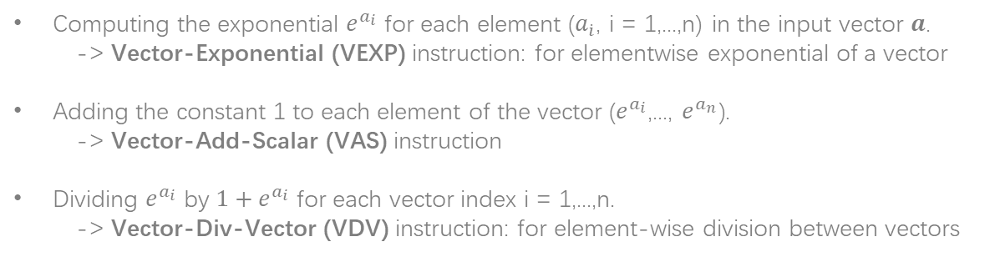 • Computing the exponential e^{a_i} for each element (a_i, i = 1,...,n) in the input vector a.
-> Vector-Exponential (VEXP) instruction: for elementwise exponential of a vector
• Adding the constant 1 to each element of the vector (e^{a_i},..., e^{a_n}).
-> Vector-Add-Scalar (VAS) instruction
• Dividing e^{a_i} by 1 + e^{a_i} for each vector index i = 1,...,n.
-> Vector-Div-Vector (VDV) instruction: for element-wise division between vectors